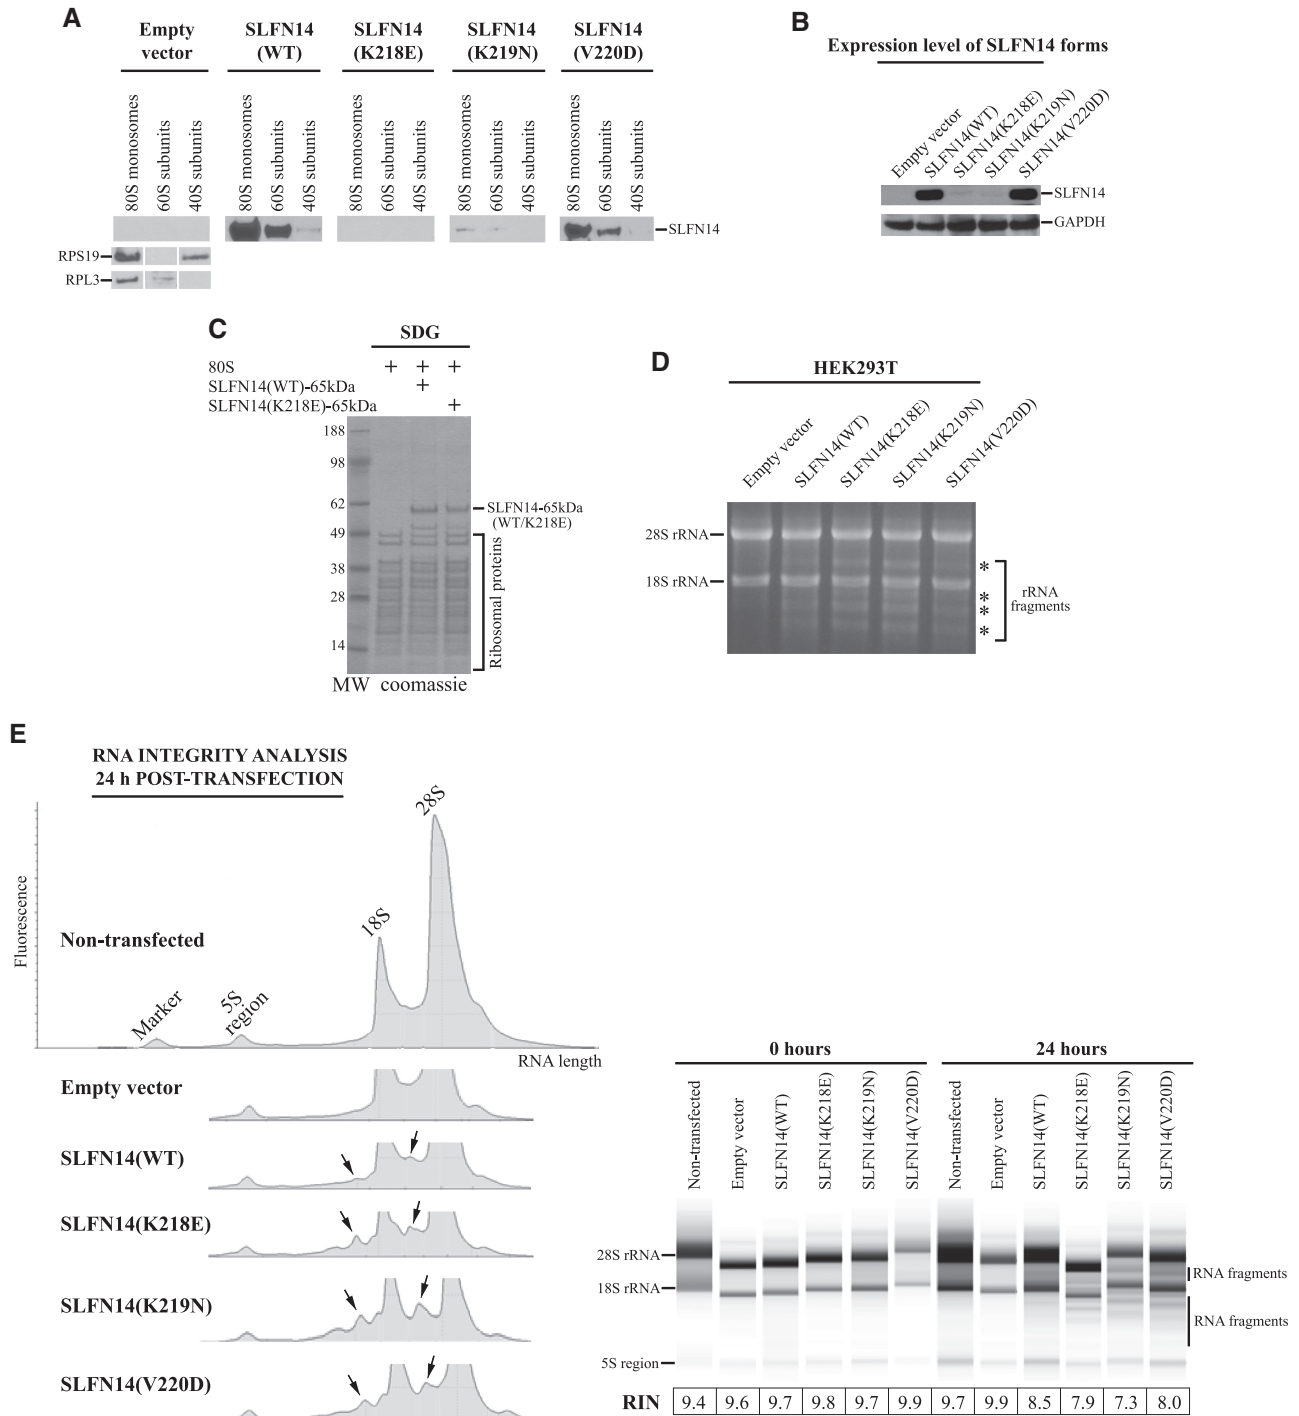 A
Empty vector
SLFN14 (WT)
SLFN14 (K218E)
SLFN14 (K219N)
SLFN14 (V220D)
80S monosomes
60S subunits
40S subunits
80S monosomes
60S subunits
40S subunits
80S monosomes
60S subunits
40S subunits
80S monosomes
60S subunits
40S subunits
80S monosomes
60S subunits
40S subunits
SLFN14
RPS19
RPL3
B
Expression level of SLFN14 forms
Empty vector
SLFN14(WT)
SLFN14(K218E)
SLFN14(K219N)
SLFN14(V220D)
SLFN14
GAPDH
C
SDG
80S + + +
SLFN14(WT)-65kDa +
SLFN14(K218E)-65kDa +
188
98
62
49
38
28
14
SLFN14-65kDa
(WT/K218E)
Ribosomal proteins
MW coomassie
D
HEK293T
Empty vector
SLFN14(WT)
SLFN14(K218E)
SLFN14(K219N)
SLFN14(V220D)
28S rRNA
18S rRNA
*
*
*
*
rRNA
fragments
E
RNA INTEGRITY ANALYSIS
24 h POST-TRANSFECTION
Fluorescence
Non-transfected
Marker
5S region
18S
28S
RNA length
Empty vector
SLFN14(WT)
SLFN14(K218E)
SLFN14(K219N)
SLFN14(V220D)
0 hours
24 hours
Non-transfected
Empty vector
SLFN14(WT)
SLFN14(K218E)
SLFN14(K219N)
SLFN14(V220D)
Non-transfected
Empty vector
SLFN14(WT)
SLFN14(K218E)
SLFN14(K219N)
SLFN14(V220D)
28S rRNA
18S rRNA
5S region
RNA fragments
RNA fragments
RIN 9.4 9.6 9.7 9.8 9.7 9.9 9.7 9.9 8.5 7.9 7.3 8.0